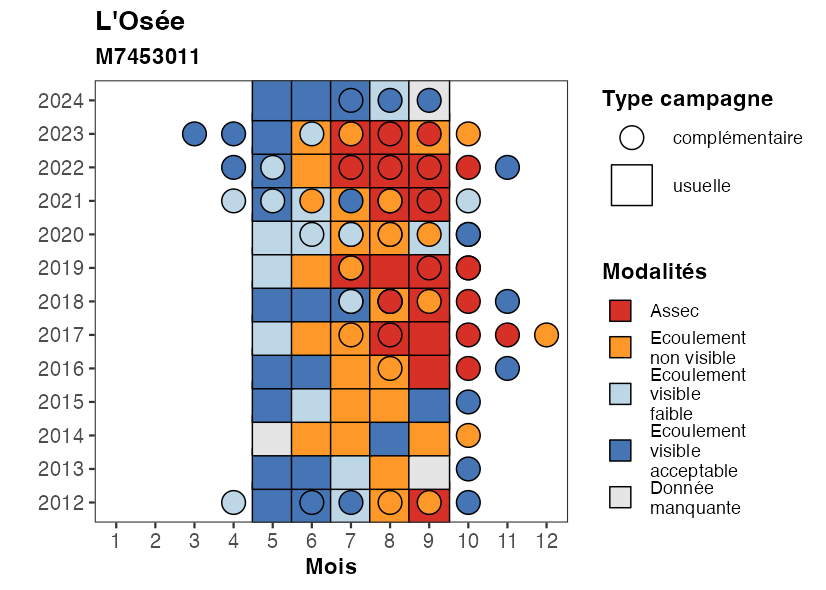 L'Osée
M7453011
2024
2023
2022
2021
2020
2019
2018
2017
2016
2015
2014
2013
2012
1 2 3 4 5 6 7 8 9 10 11 12
Mois
Type campagne
complémentaire
usuelle
Modalités
Assec
Ecoulement
non visible
Ecoulement
visible
faible
Ecoulement
visible
acceptable
Donnée
manquante